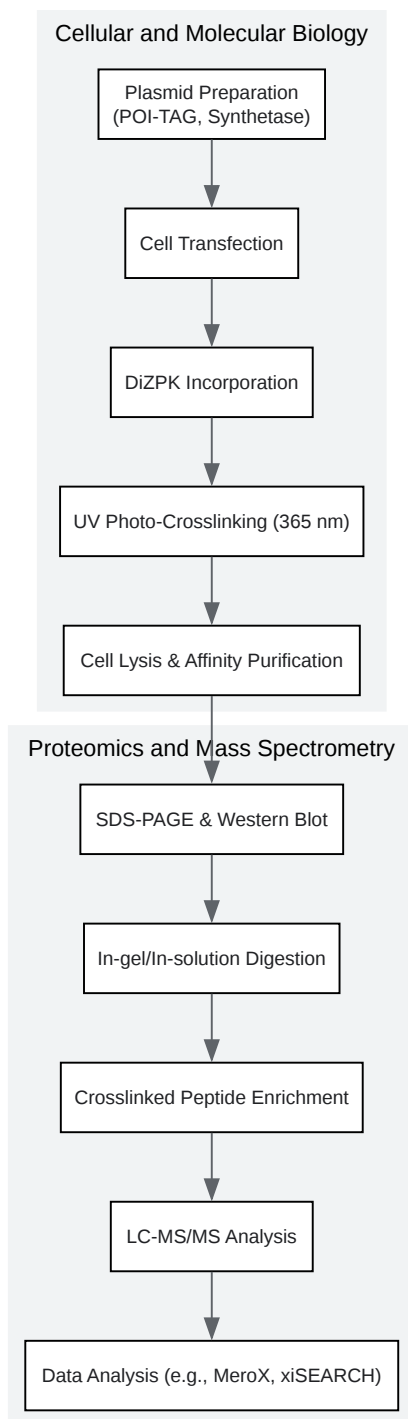 Cellular and Molecular Biology
Plasmid Preparation
(POI-TAG, Synthetase)
Cell Transfection
DiZPK Incorporation
UV Photo-Crosslinking (365 nm)
Cell Lysis & Affinity Purification
Proteomics and Mass Spectrometry
SDS-PAGE & Western Blot
In-gel/In-solution Digestion
Crosslinked Peptide Enrichment
LC-MS/MS Analysis
Data Analysis (e.g., MeroX, xiSEARCH)